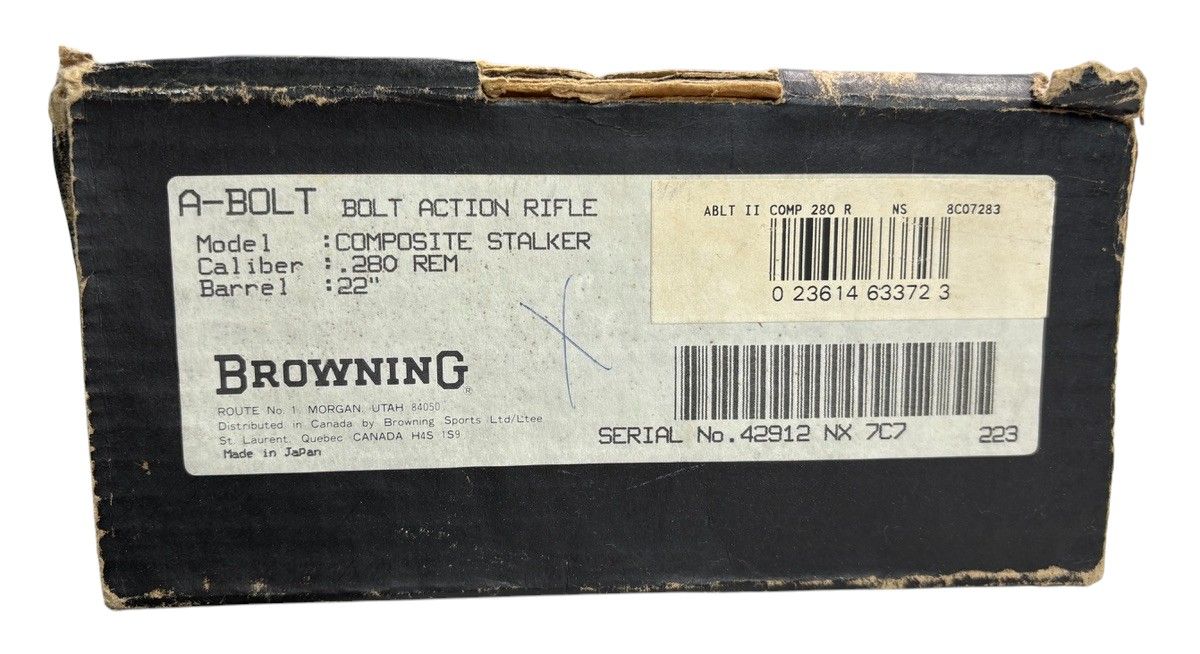 A-BOLT BOLT ACTION RIFLE
Model :COMPOSITE STALKER
Caliber :.280 REM
Barrel :22"
ABLT II COMP 280 R NS 8C07283
0 23614 63372 3
BROWNING®
ROUTE No. 1, MORGAN, UTAH 84050
Distributed in Canada by Browning Sports Ltd/Ltee
St. Laurent, Quebec CANADA H4S 1S9
Made in JaPan
SERIAL No.42912 NX 7C7 223